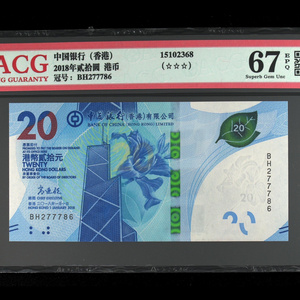 ACG
GUARANTY
中国银行（香港）
2018年贰拾圆 港币
冠号：BH277786
15102368
(☆☆☆)
67 EPQ
Superb Gem Unc
20
中國銀行(香港)有限公司
BANK OF CHINA (HONG KONG) LIMITED
港幣貳拾元
TWENTY
HONG KONG DOLLARS
BH277786
20
BH277786
20